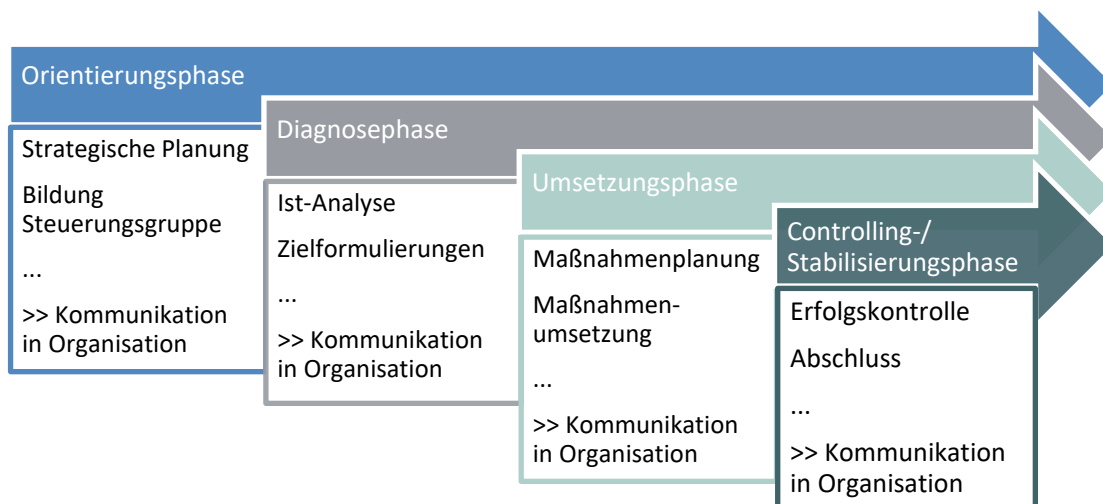 Orientierungsphase
Strategische Planung
Bildung
Steuerungsgruppe
...
>> Kommunikation
in Organisation
Diagnosephase
Ist-Analyse
Zielformulierungen
...
>> Kommunikation
in Organisation
Umsetzungsphase
Maßnahmenplanung
Maßnahmen-
umsetzung
...
>> Kommunikation
in Organisation
Controlling-/
Stabilisierungsphase
Erfolgskontrolle
Abschluss
...
>> Kommunikation
in Organisation